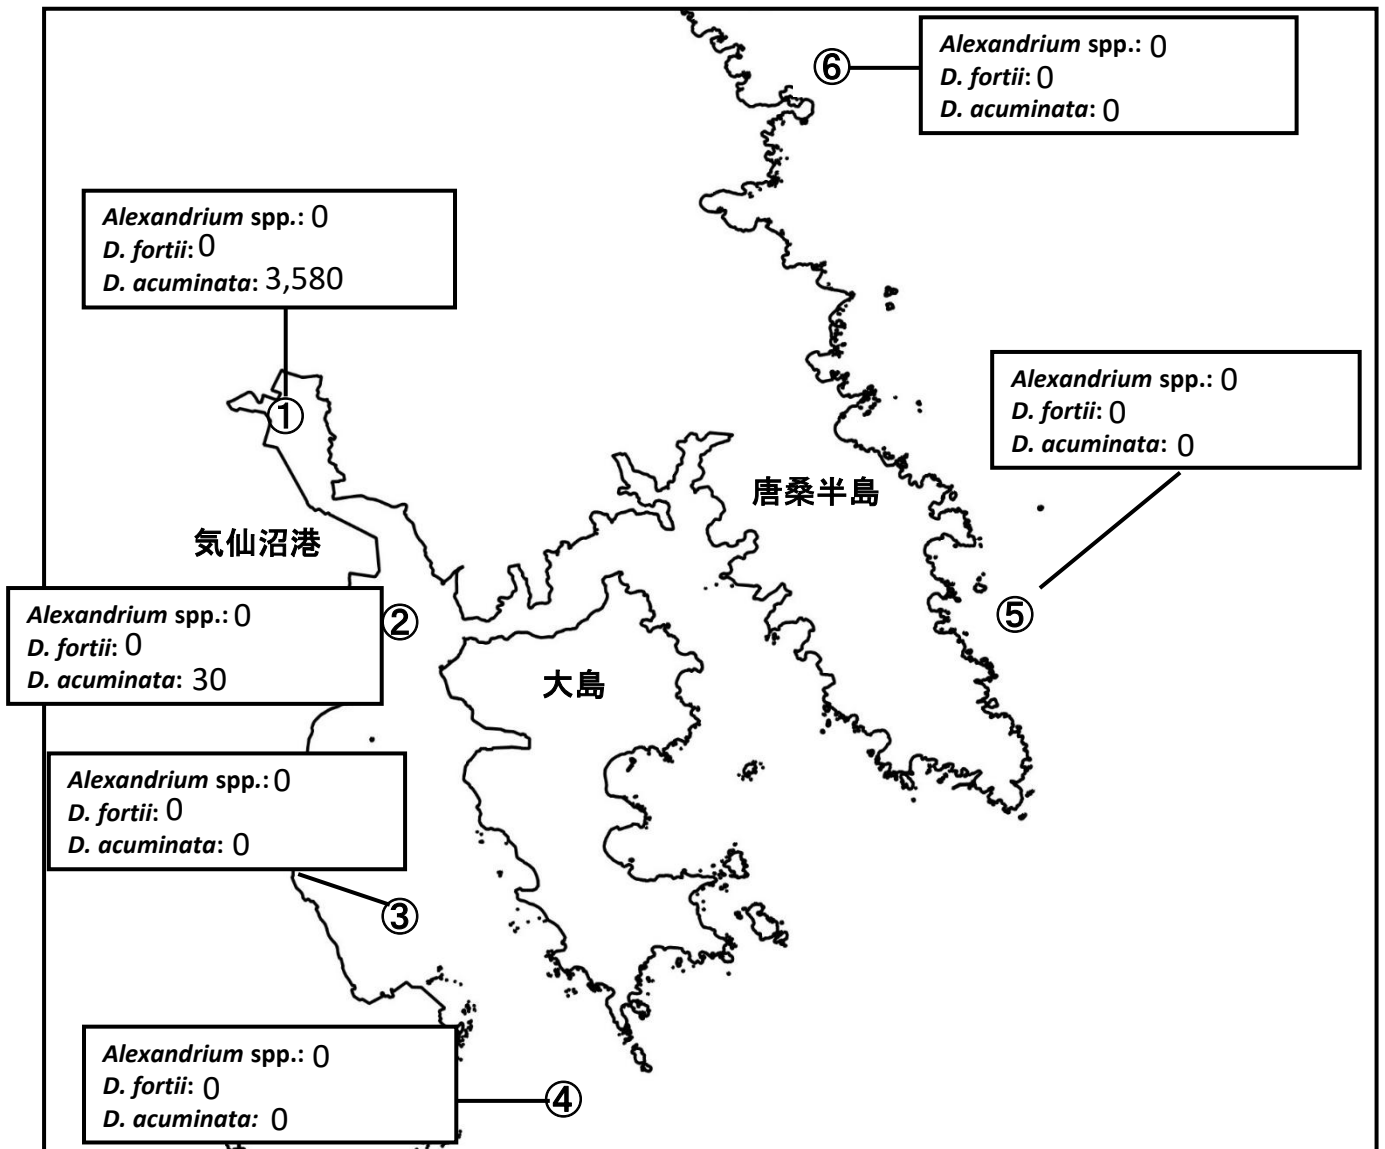 Alexandrium spp.: 0
D. fortii: 0
D. acuminata: 0
⑥
Alexandrium spp.: 0
D. fortii: 0
D. acuminata: 3,580
①
Alexandrium spp.: 0
D. fortii: 0
D. acuminata: 0
⑤
唐桑半島
気仙沼港
Alexandrium spp.: 0
D. fortii: 0
D. acuminata: 30
②
大島
Alexandrium spp.: 0
D. fortii: 0
D. acuminata: 0
③
Alexandrium spp.: 0
D. fortii: 0
D. acuminata: 0
④